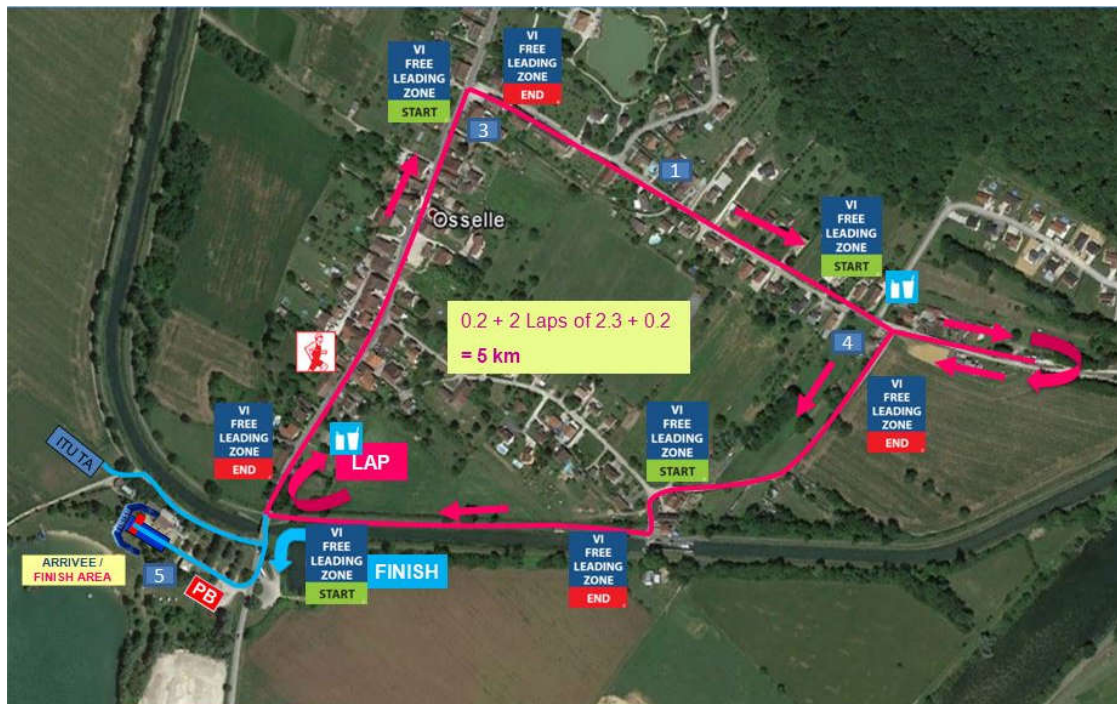 VI
FREE
LEADING
ZONE
START
VI
FREE
LEADING
ZONE
END
3
1
Osselle
VI
FREE
LEADING
ZONE
START
0.2 + 2 Laps of 2.3 + 0.2
= 5 km
4
VI
FREE
LEADING
ZONE
END
VI
FREE
LEADING
ZONE
START
VI
FREE
LEADING
ZONE
END
LAP
ITU TA
ARRIVEE /
FINISH AREA
5
PB
VI
FREE
LEADING
ZONE
START
FINISH
VI
FREE
LEADING
ZONE
END